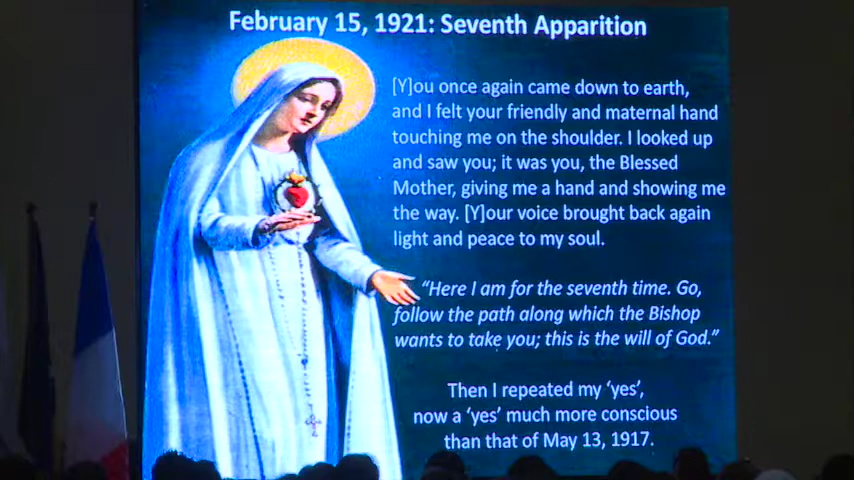 February 15, 1921: Seventh Apparition
[Y]ou once again came down to earth,
and I felt your friendly and maternal hand
touching me on the shoulder. I looked up
and saw you; it was you, the Blessed
Mother, giving me a hand and showing me
the way. [Y]our voice brought back again
light and peace to my soul.
“Here I am for the seventh time. Go,
follow the path along which the Bishop
wants to take you; this is the will of God.”
Then I repeated my ‘yes’,
now a ‘yes’ much more conscious
than that of May 13, 1917.